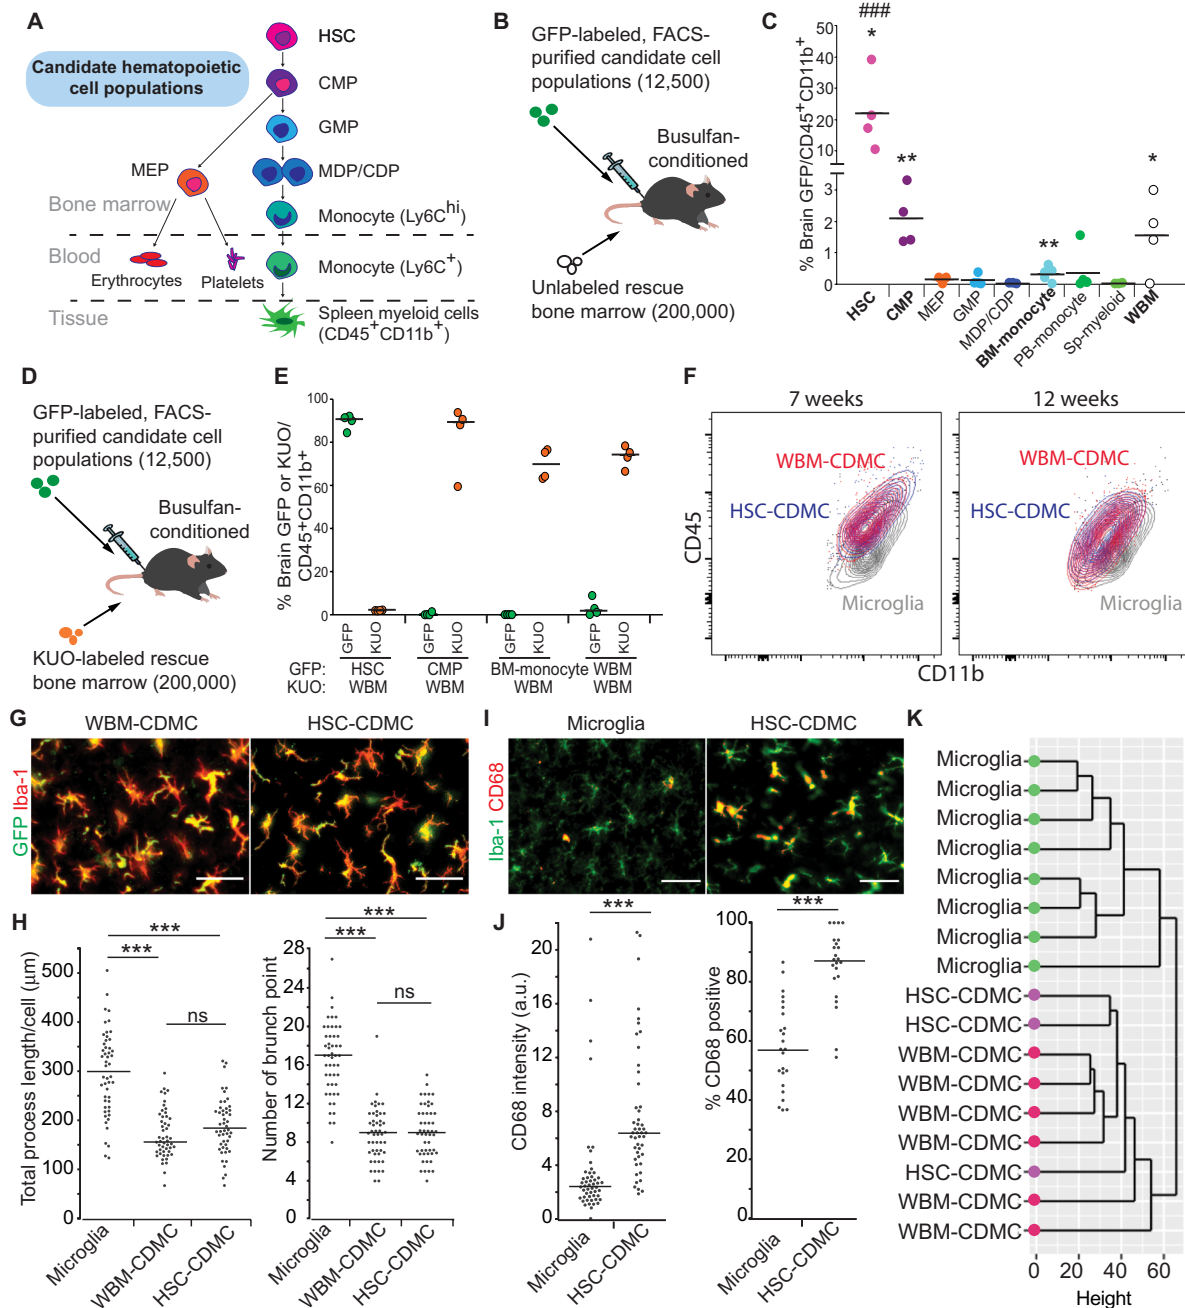 A
Candidate hematopoietic
cell populations
HSC
CMP
GMP
MDP/CDP
MEP
Bone marrow
Monocyte (Ly6Chi)
Blood
Monocyte (Ly6C+)
Erythrocytes
Platelets
Tissue
Spleen myeloid cells
(CD45+CD11b+)
B
GFP-labeled, FACS-
purified candidate cell
populations (12,500)
Busulfan-
conditioned
Unlabeled rescue
bone marrow (200,000)
C
% Brain GFP/CD45+CD11b+
50
40
30
20
10
3
2
1
0
###
*
**
**
*
HSC
CMP
MEP
GMP
MDP/CDP
BM-monocyte
PB-monocyte
Sp-myeloid
WBM
D
GFP-labeled, FACS-
purified candidate cell
populations (12,500)
Busulfan-
conditioned
KUO-labeled rescue
bone marrow (200,000)
E
% Brain GFP or KUO/
CD45+CD11b+
100
80
60
40
20
0
GFP KUO GFP KUO GFP KUO GFP KUO
GFP: HSC CMP BM-monocyte WBM
KUO: WBM WBM WBM WBM
F
7 weeks
12 weeks
CD45
WBM-CDMC
HSC-CDMC
Microglia
WBM-CDMC
HSC-CDMC
Microglia
CD11b
G
WBM-CDMC
HSC-CDMC
GFP Iba-1
H
Total process length/cell (µm)
500
400
300
200
100
0
***
***
ns
Microglia
WBM-CDMC
HSC-CDMC
Number of brunch point
28
24
20
16
12
8
4
0
***
***
ns
Microglia
WBM-CDMC
HSC-CDMC
I
Microglia
HSC-CDMC
Iba-1 CD68
J
CD68 intensity (a.u.)
20
16
12
8
4
0
***
Microglia
HSC-CDMC
% CD68 positive
100
80
60
40
20
0
***
Microglia
HSC-CDMC
K
Microglia
Microglia
Microglia
Microglia
Microglia
Microglia
Microglia
Microglia
HSC-CDMC
HSC-CDMC
WBM-CDMC
WBM-CDMC
WBM-CDMC
WBM-CDMC
HSC-CDMC
WBM-CDMC
WBM-CDMC
0 20 40 60
Height